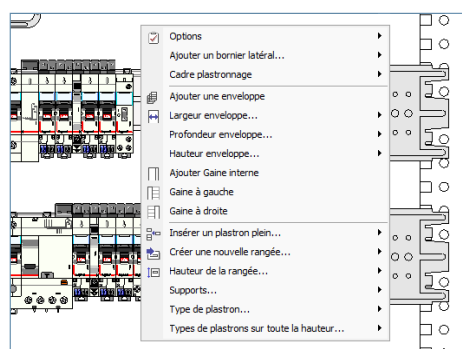 Options
Ajouter un bornier latéral...
Cadre plastronnage
Ajouter une enveloppe
Largeur enveloppe...
Profondeur enveloppe...
Hauteur enveloppe...
Ajouter Gaine interne
Gaine à gauche
Gaine à droite
Insérer un plastron plein...
Créer une nouvelle rangée...
Hauteur de la rangée...
Supports...
Type de plastron...
Types de plastrons sur toute la hauteur...